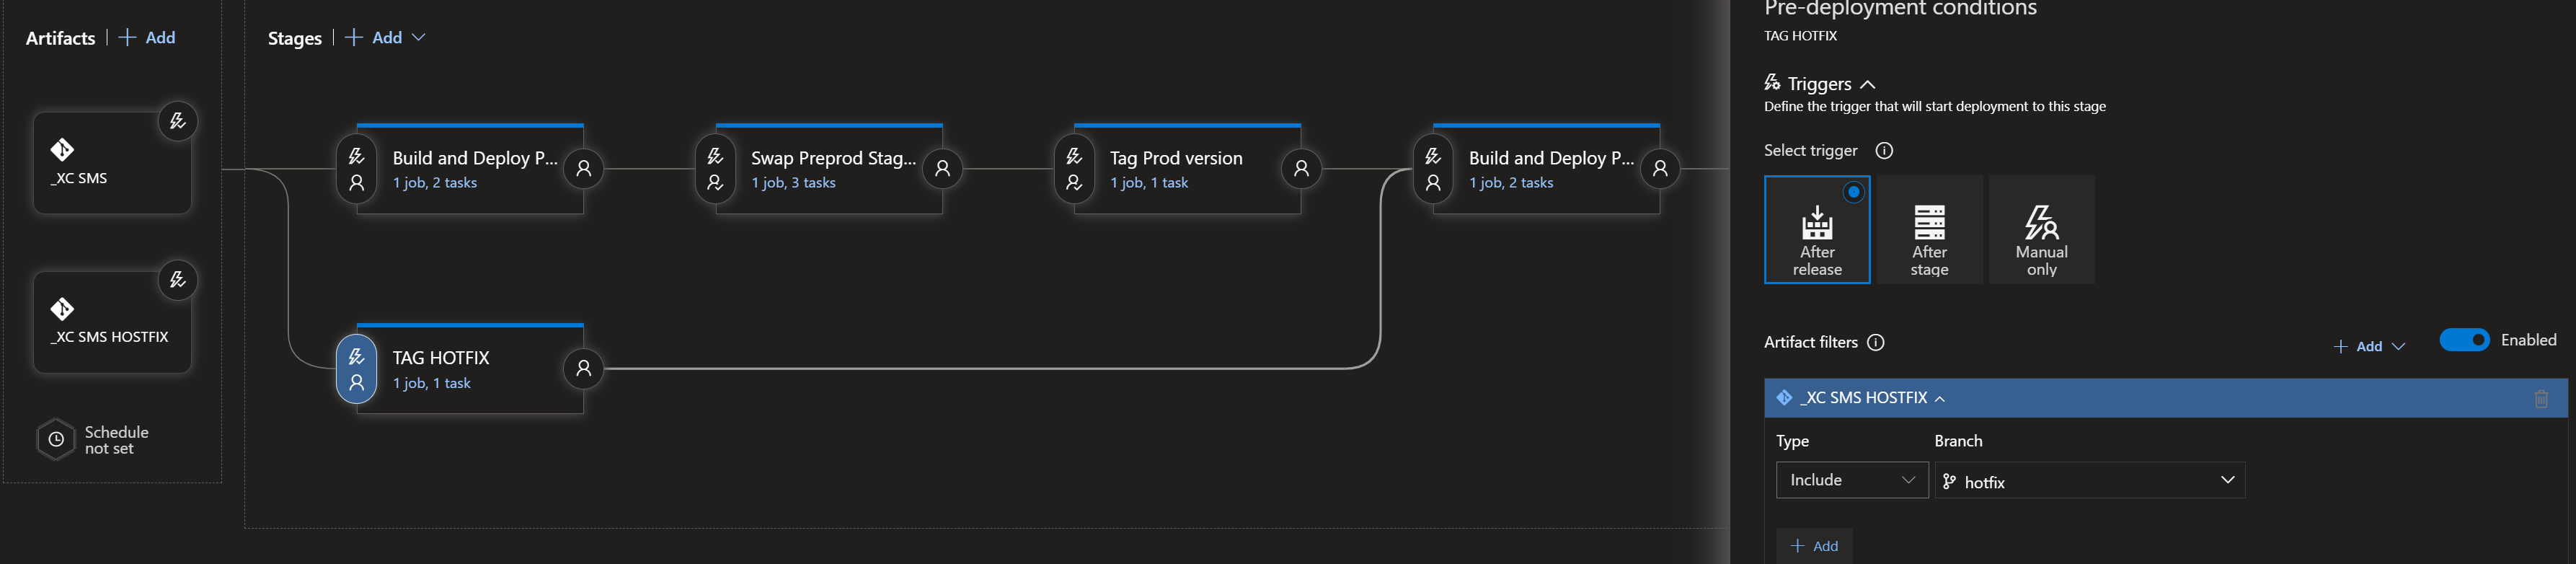 Artifacts
Add
_XC SMS
_XC SMS HOSTFIX
Schedule
not set
Stages
Add
Build and Deploy P...
1 job, 2 tasks
Swap Preprod Stag...
1 job, 3 tasks
Tag Prod version
1 job, 1 task
Build and Deploy P...
1 job, 2 tasks
TAG HOTFIX
1 job, 1 task
Pre-deployment conditions
TAG HOTFIX
Triggers
Define the trigger that will start deployment to this stage
Select trigger
After
release
After
stage
Manual
only
Artifact filters
Add
Enabled
_XC SMS HOSTFIX
Type
Branch
Include
hotfix
Add